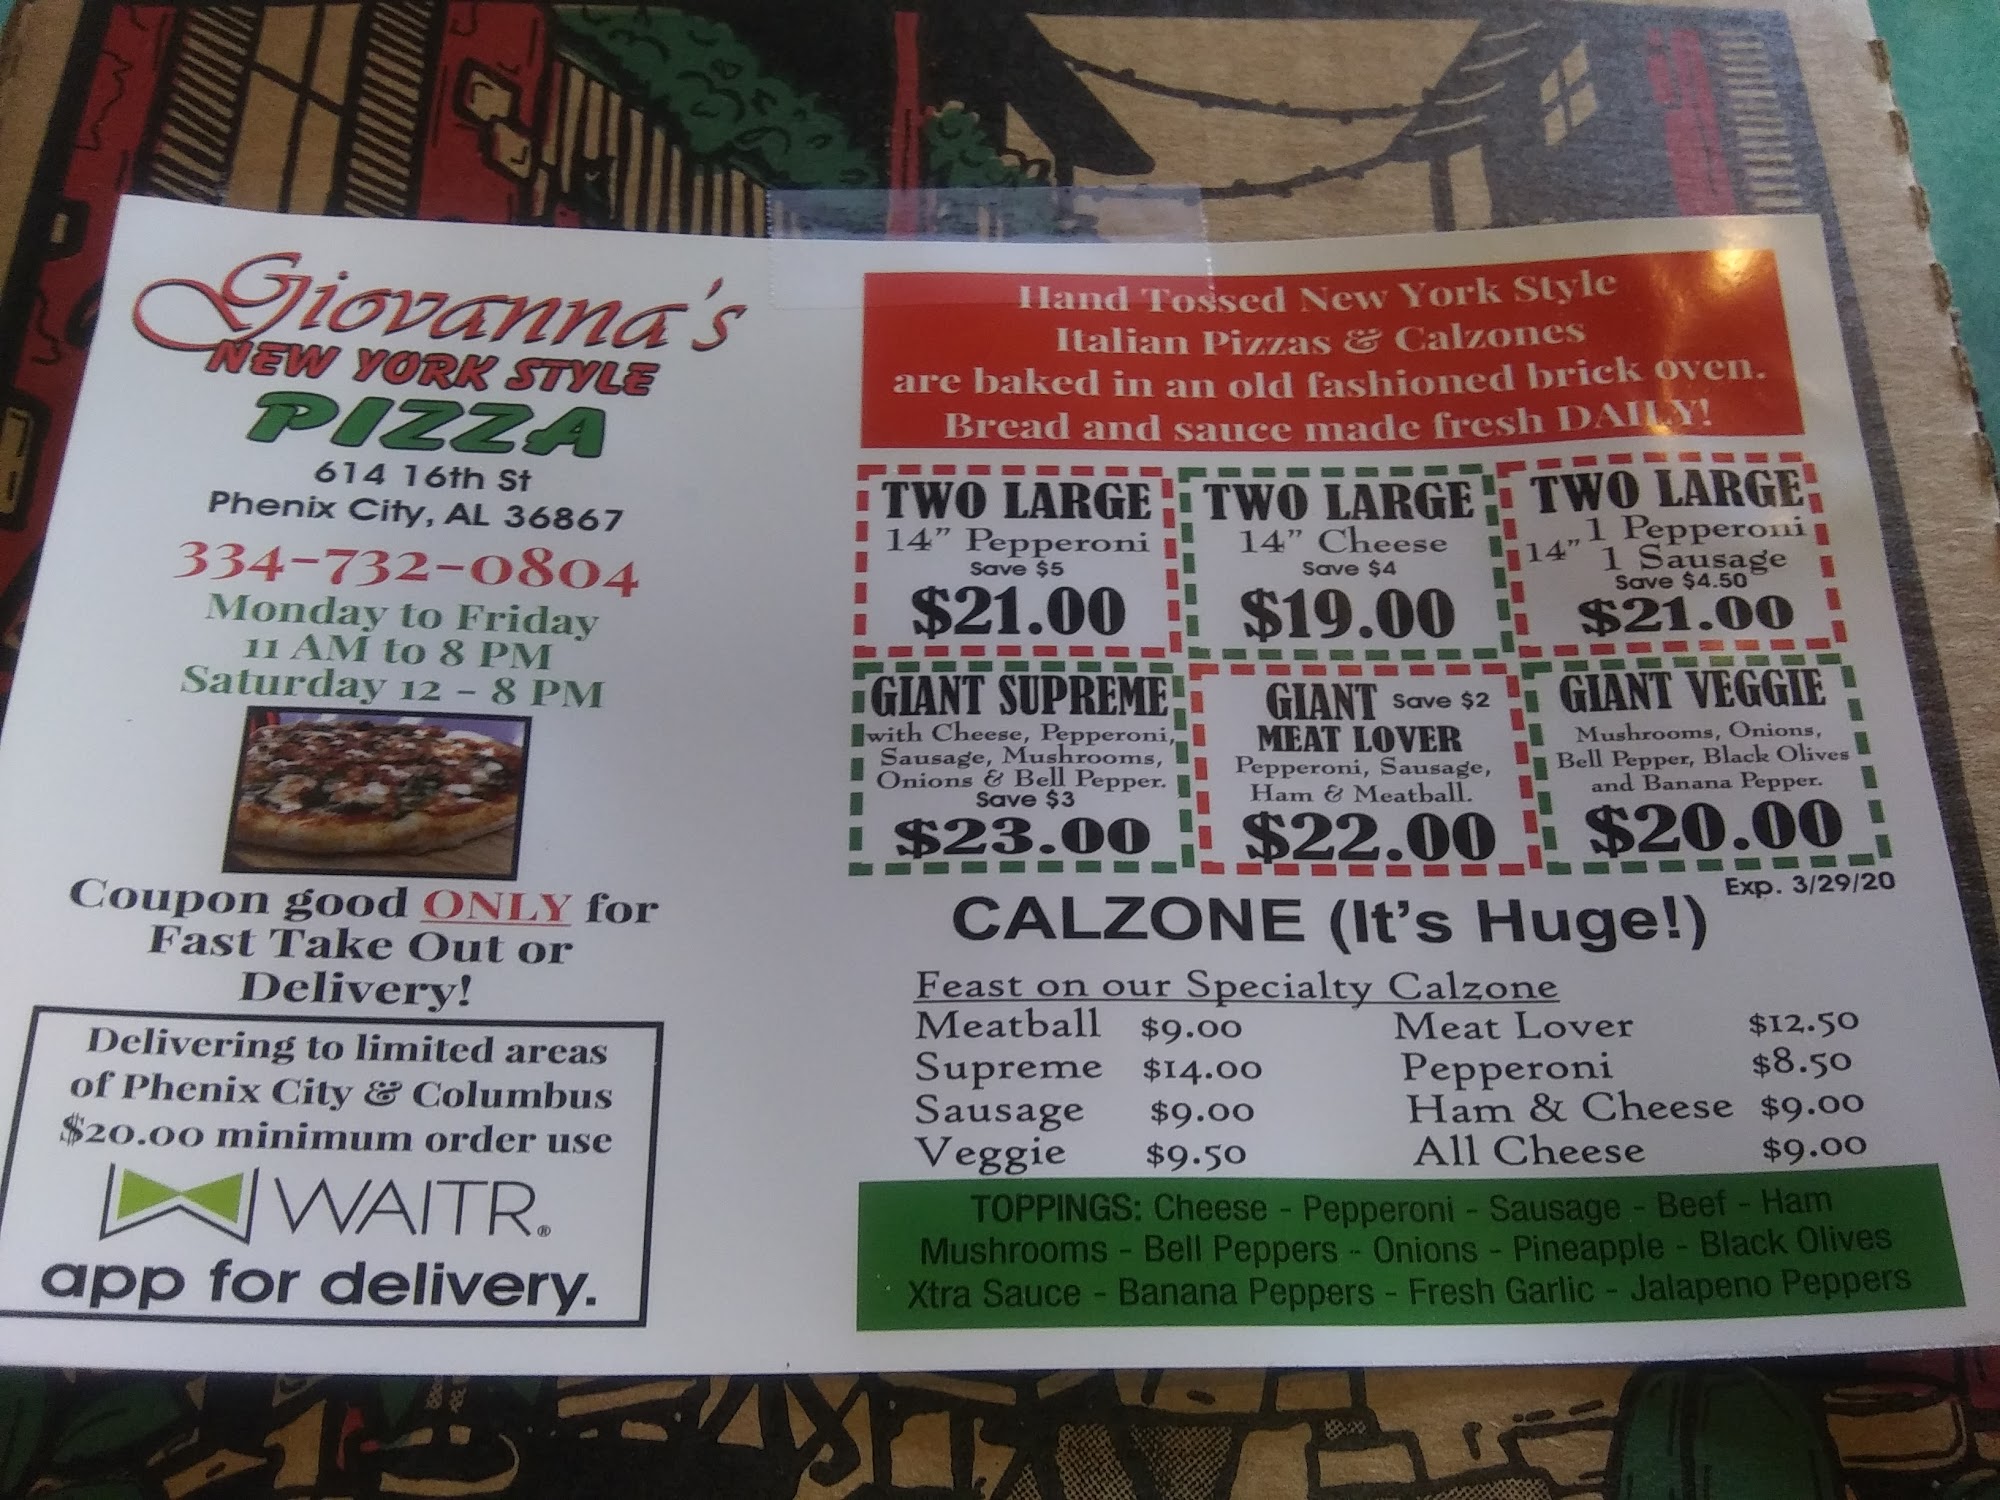 Giovanna's
NEW YORK STYLE
PIZZA
614 16th St
Phenix City, AL 36867
334-732-0804
Monday to Friday
11 AM to 8 PM
Saturday 12 - 8 PM
Coupon good ONLY for
Fast Take Out or
Delivery!
Delivering to limited areas
of Phenix City & Columbus
$20.00 minimum order use
WAITR®
app for delivery.
Hand Tossed New York Style
Italian Pizzas & Calzones
are baked in an old fashioned brick oven.
Bread and sauce made fresh DAILY!
TWO LARGE
14" Pepperoni
Save $5
$21.00
TWO LARGE
14" Cheese
Save $4
$19.00
TWO LARGE
14" 1 Pepperoni
1 Sausage
Save $4.50
$21.00
GIANT SUPREME
with Cheese, Pepperoni,
Sausage, Mushrooms,
Onions & Bell Pepper.
Save $3
$23.00
GIANT Save $2
MEAT LOVER
Pepperoni, Sausage,
Ham & Meatball.
$22.00
GIANT VEGGIE
Mushrooms, Onions,
Bell Pepper, Black Olives
and Banana Pepper.
$20.00
Exp. 3/29/20
CALZONE (It's Huge!)
Feast on our Specialty Calzone
Meatball $9.00 Meat Lover $12.50
Supreme $14.00 Pepperoni $8.50
Sausage $9.00 Ham & Cheese $9.00
Veggie $9.50 All Cheese $9.00
TOPPINGS: Cheese - Pepperoni - Sausage - Beef - Ham
Mushrooms - Bell Peppers - Onions - Pineapple - Black Olives
Xtra Sauce - Banana Peppers - Fresh Garlic - Jalapeno Peppers